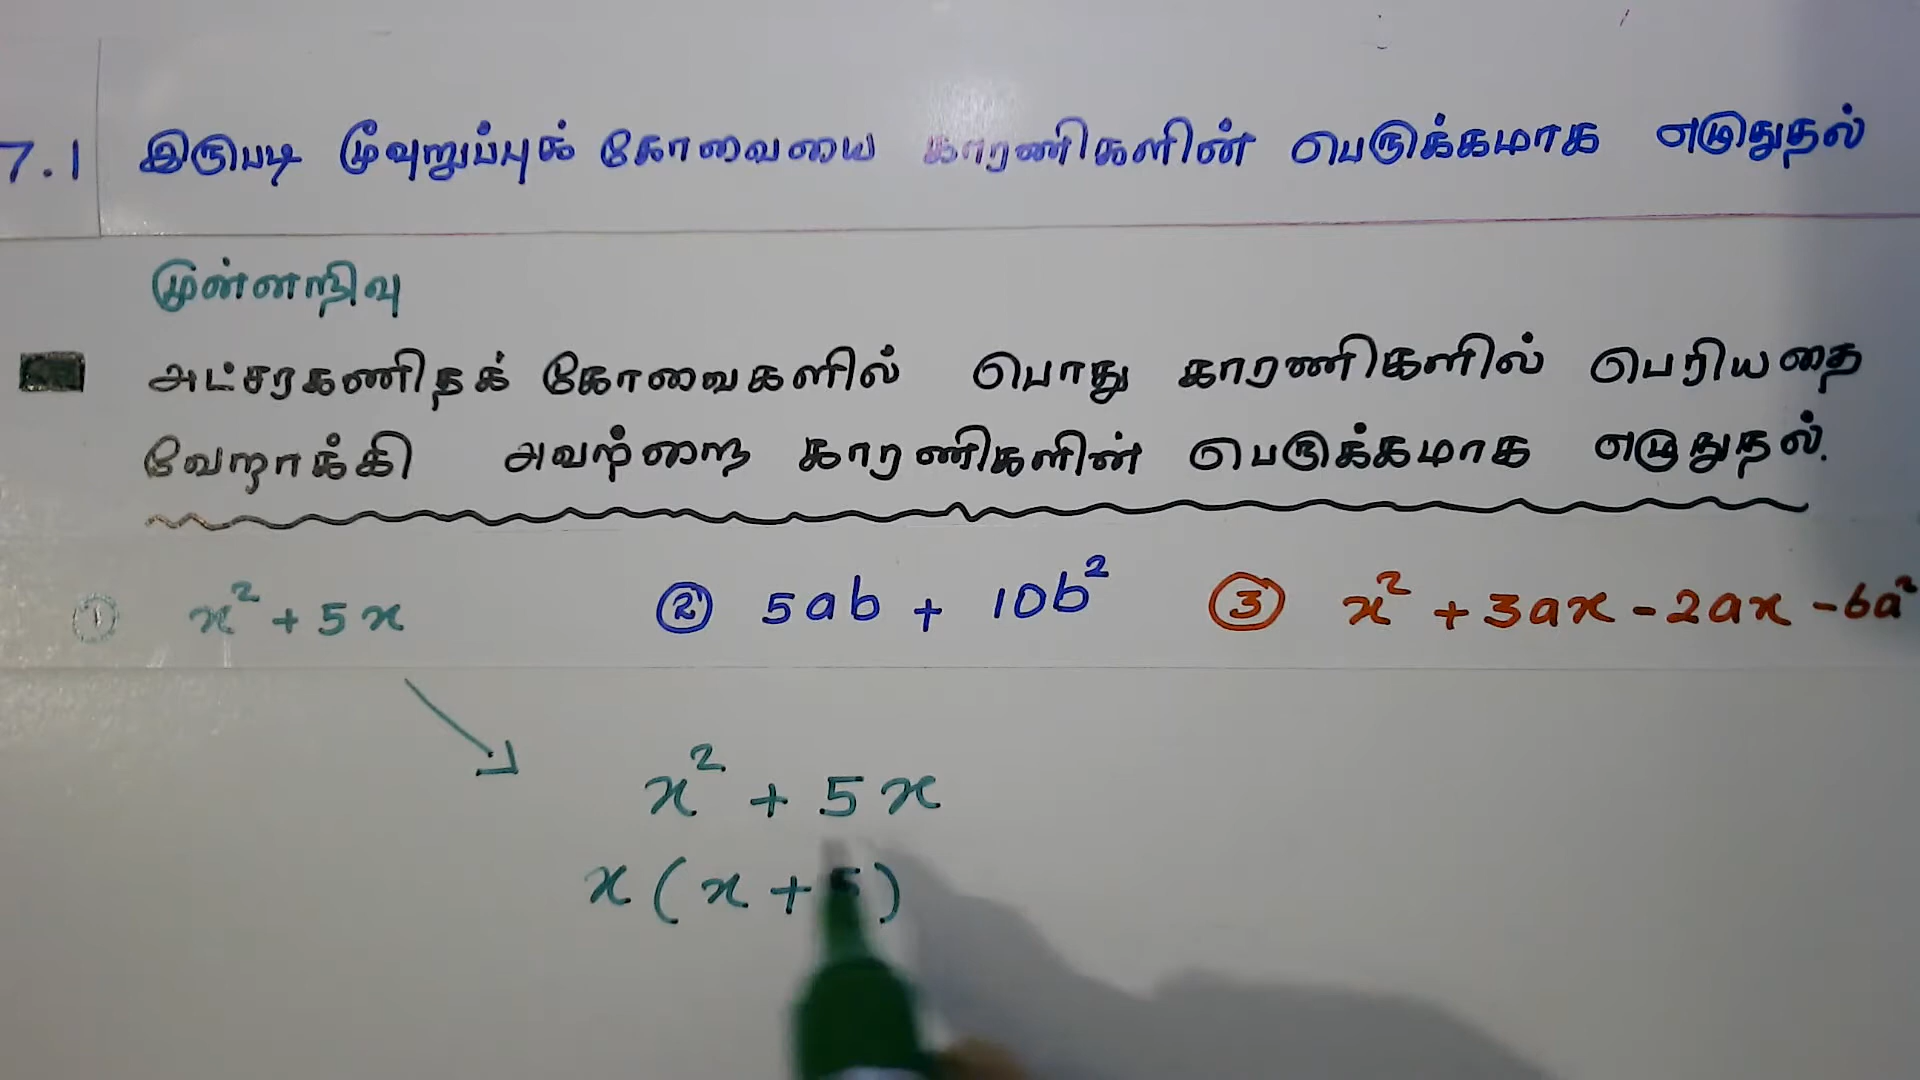 7.1 இருபடி மூவுறுப்புக் கோவையை காரணிகளின் பெருக்கமாக எழுதுதல்
முன்னறிவு
அட்சரகணிதக் கோவைகளில் பொது காரணிகளில் பெரியதை
வேறாக்கி அவற்றை காரணிகளின் பெருக்கமாக எழுதுதல்.
① x² + 5x ② 5ab + 10b² ③ x² + 3ax - 2ax - 6a²
x² + 5x
x(x+5)